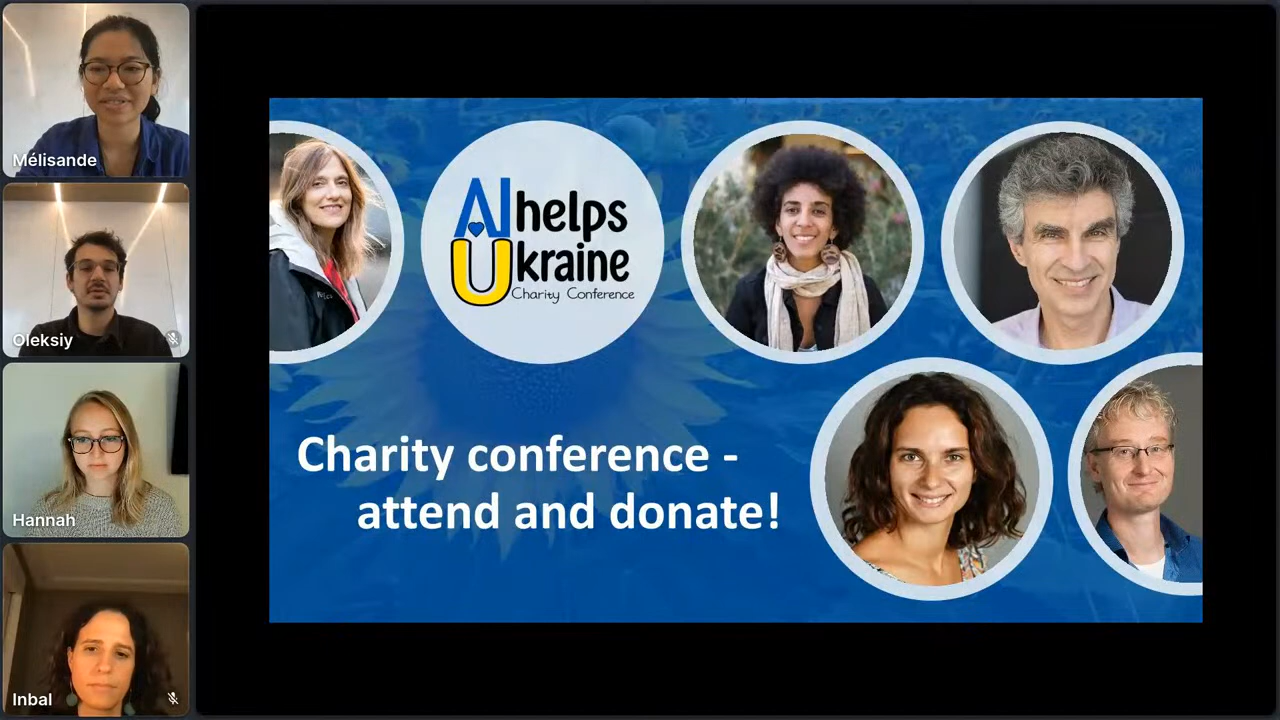 Mélisande
Oleksiy
Hannah
Inbal
AI helps
Ukraine
Charity Conference
Charity conference -
attend and donate!